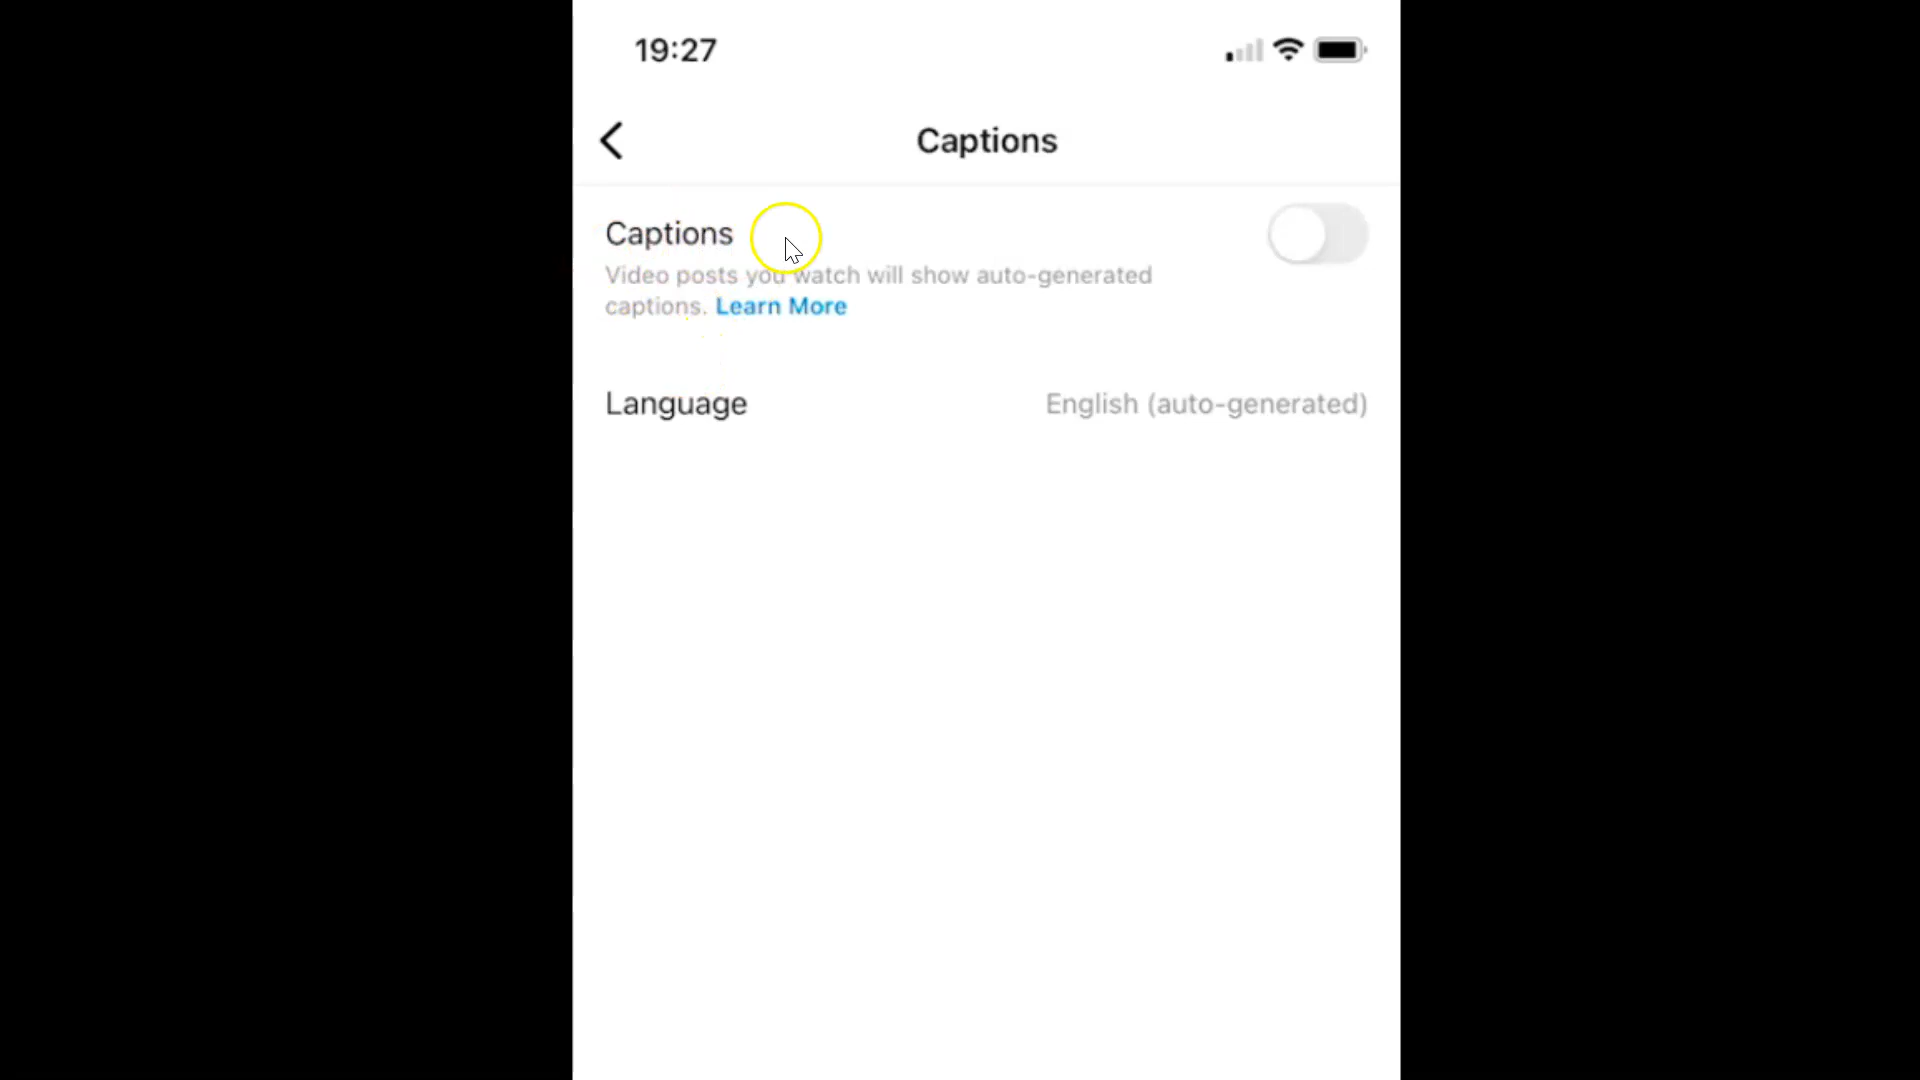 19:27
Captions
Captions
Video posts you watch will show auto-generated
captions. Learn More
Language English (auto-generated)